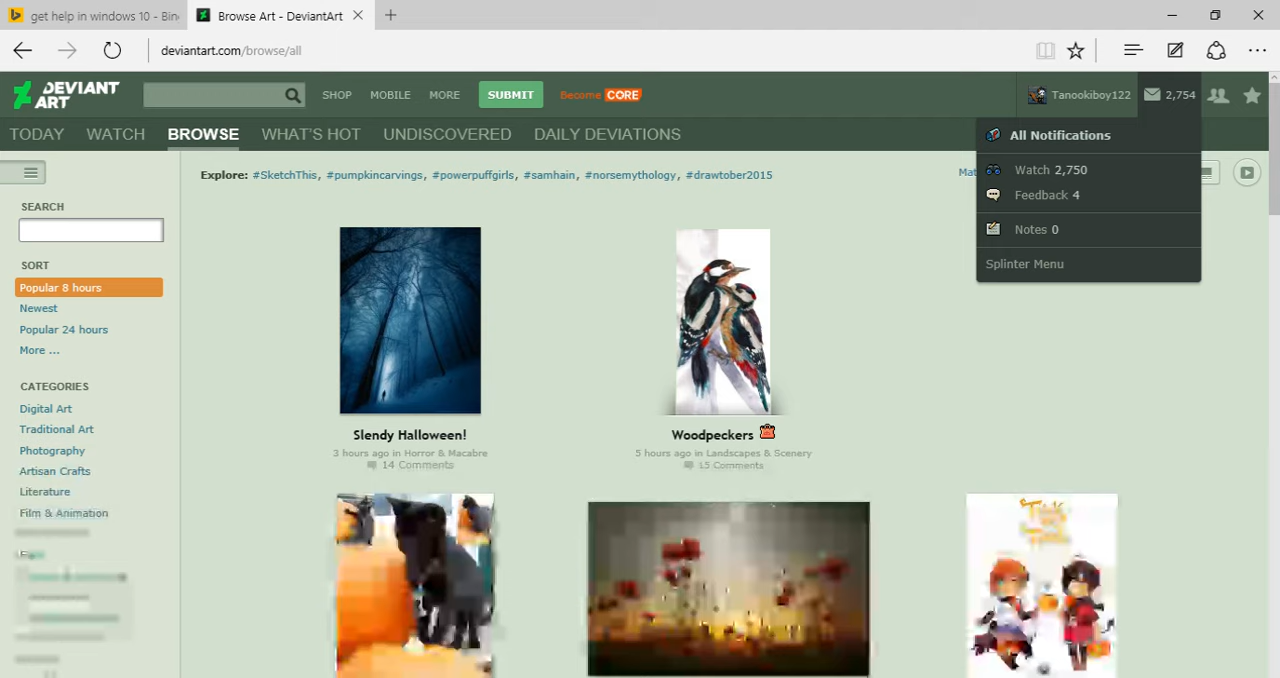 get help in windows 10 - Bin
Browse Art - DeviantArt
deviantart.com/browse/all
DEVIANT ART
SHOP MOBILE MORE SUBMIT Become CORE
Tanookiboy122 2,754
TODAY WATCH BROWSE WHAT'S HOT UNDISCOVERED DAILY DEVIATIONS
All Notifications
Watch 2,750
Feedback 4
Notes 0
Splinter Menu
Explore: #SketchThis, #pumpkincarvings, #powerpuffgirls, #samhain, #norsemythology, #drawtober2015
Mat
SEARCH
SORT
Popular 8 hours
Newest
Popular 24 hours
More ...
CATEGORIES
Digital Art
Traditional Art
Photography
Artisan Crafts
Literature
Film & Animation
Slendy Halloween!
3 hours ago in Horror & Macabre
14 Comments
Woodpeckers
5 hours ago in Landscapes & Scenery
15 Comments